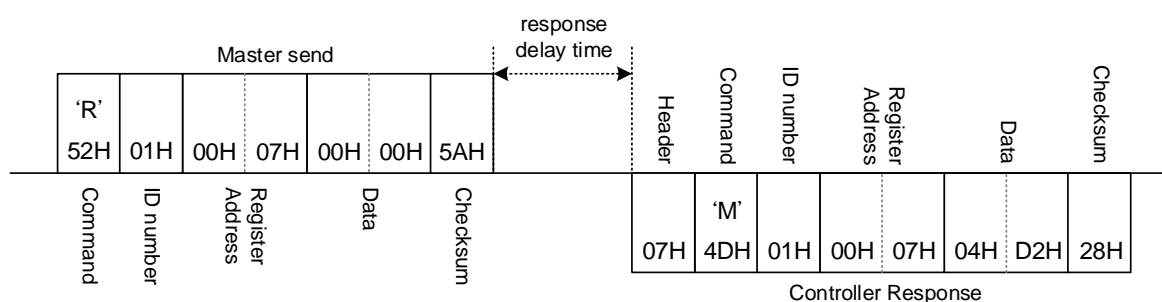 response
delay time
Master send
'R'
52H 01H 00H 07H 00H 00H 5AH
Command
ID number
Register
Address
Data
Checksum
Header
Command
ID number
Register
Address
Data
Checksum
'M'
07H 4DH 01H 00H 07H 04H D2H 28H
Controller Response